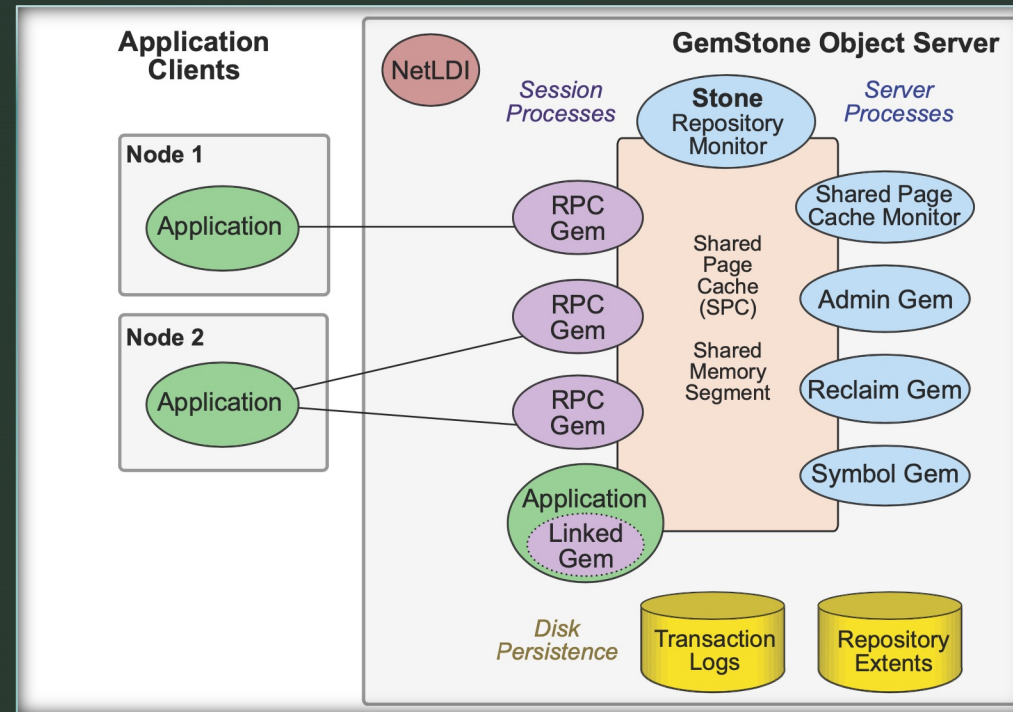 Application
Clients
GemStone Object Server
NetLDI
Session
Processes
Stone
Repository
Monitor
Server
Processes
Node 1
Application
RPC
Gem
Shared Page
Cache Monitor
Shared
Page
Cache
(SPC)
Shared
Memory
Segment
RPC
Gem
Admin Gem
Node 2
Application
RPC
Gem
Reclaim Gem
Symbol Gem
Application
Linked
Gem
Disk
Persistence
Transaction
Logs
Repository
Extents